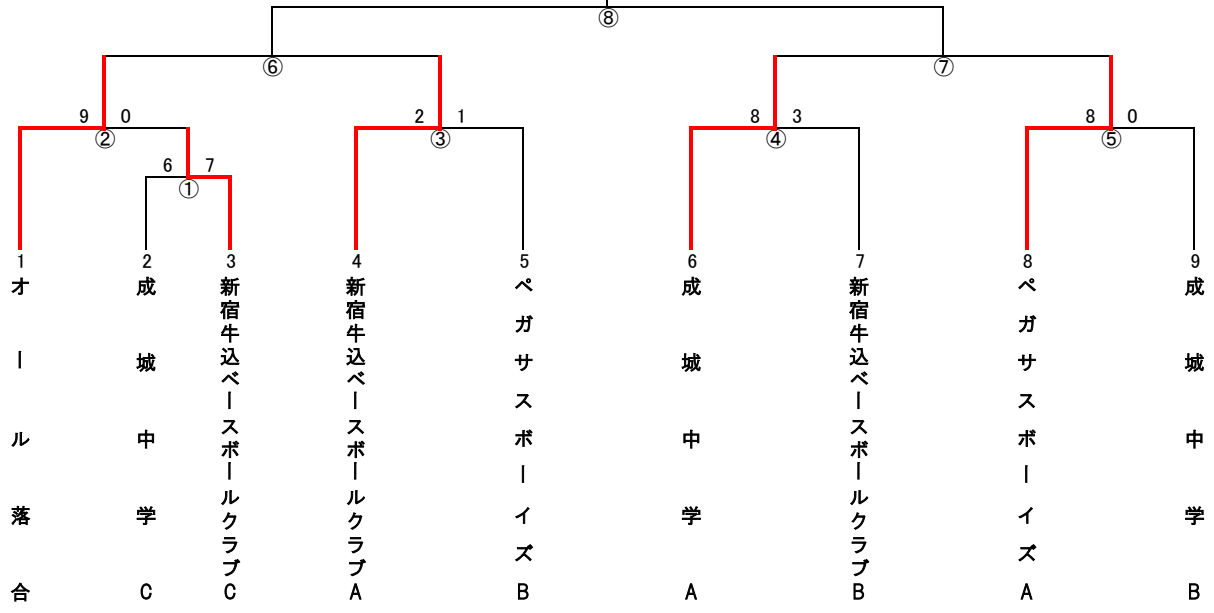 ⑧
⑥ ⑦
9 0 2 1 8 3 8 0
② ③ ④ ⑤
6 7
①
1 2 3 4 5 6 7 8 9
オール落合
成城中学C
新宿牛込ベースボールクラブC
新宿牛込ベースボールクラブA
ペガサスボーイズB
成城中学A
新宿牛込ベースボールクラブB
ペガサスボーイズA
成城中学B